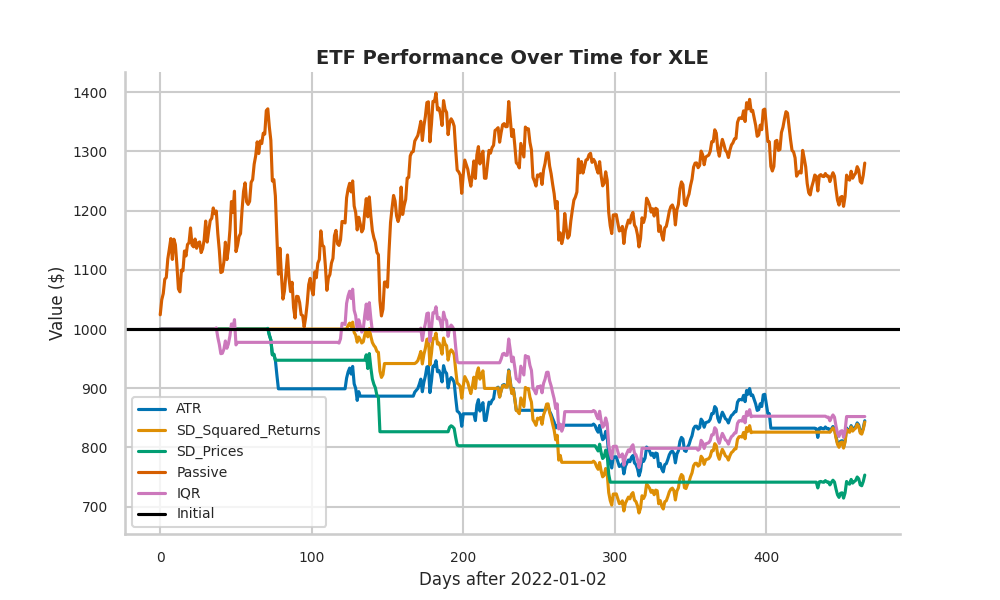 ETF Performance Over Time for XLE
Value ($)
1400
1300
1200
1100
1000
900
800
700
ATR
SD_Squared_Returns
SD_Prices
Passive
IQR
Initial
0 100 200 300 400
Days after 2022-01-02